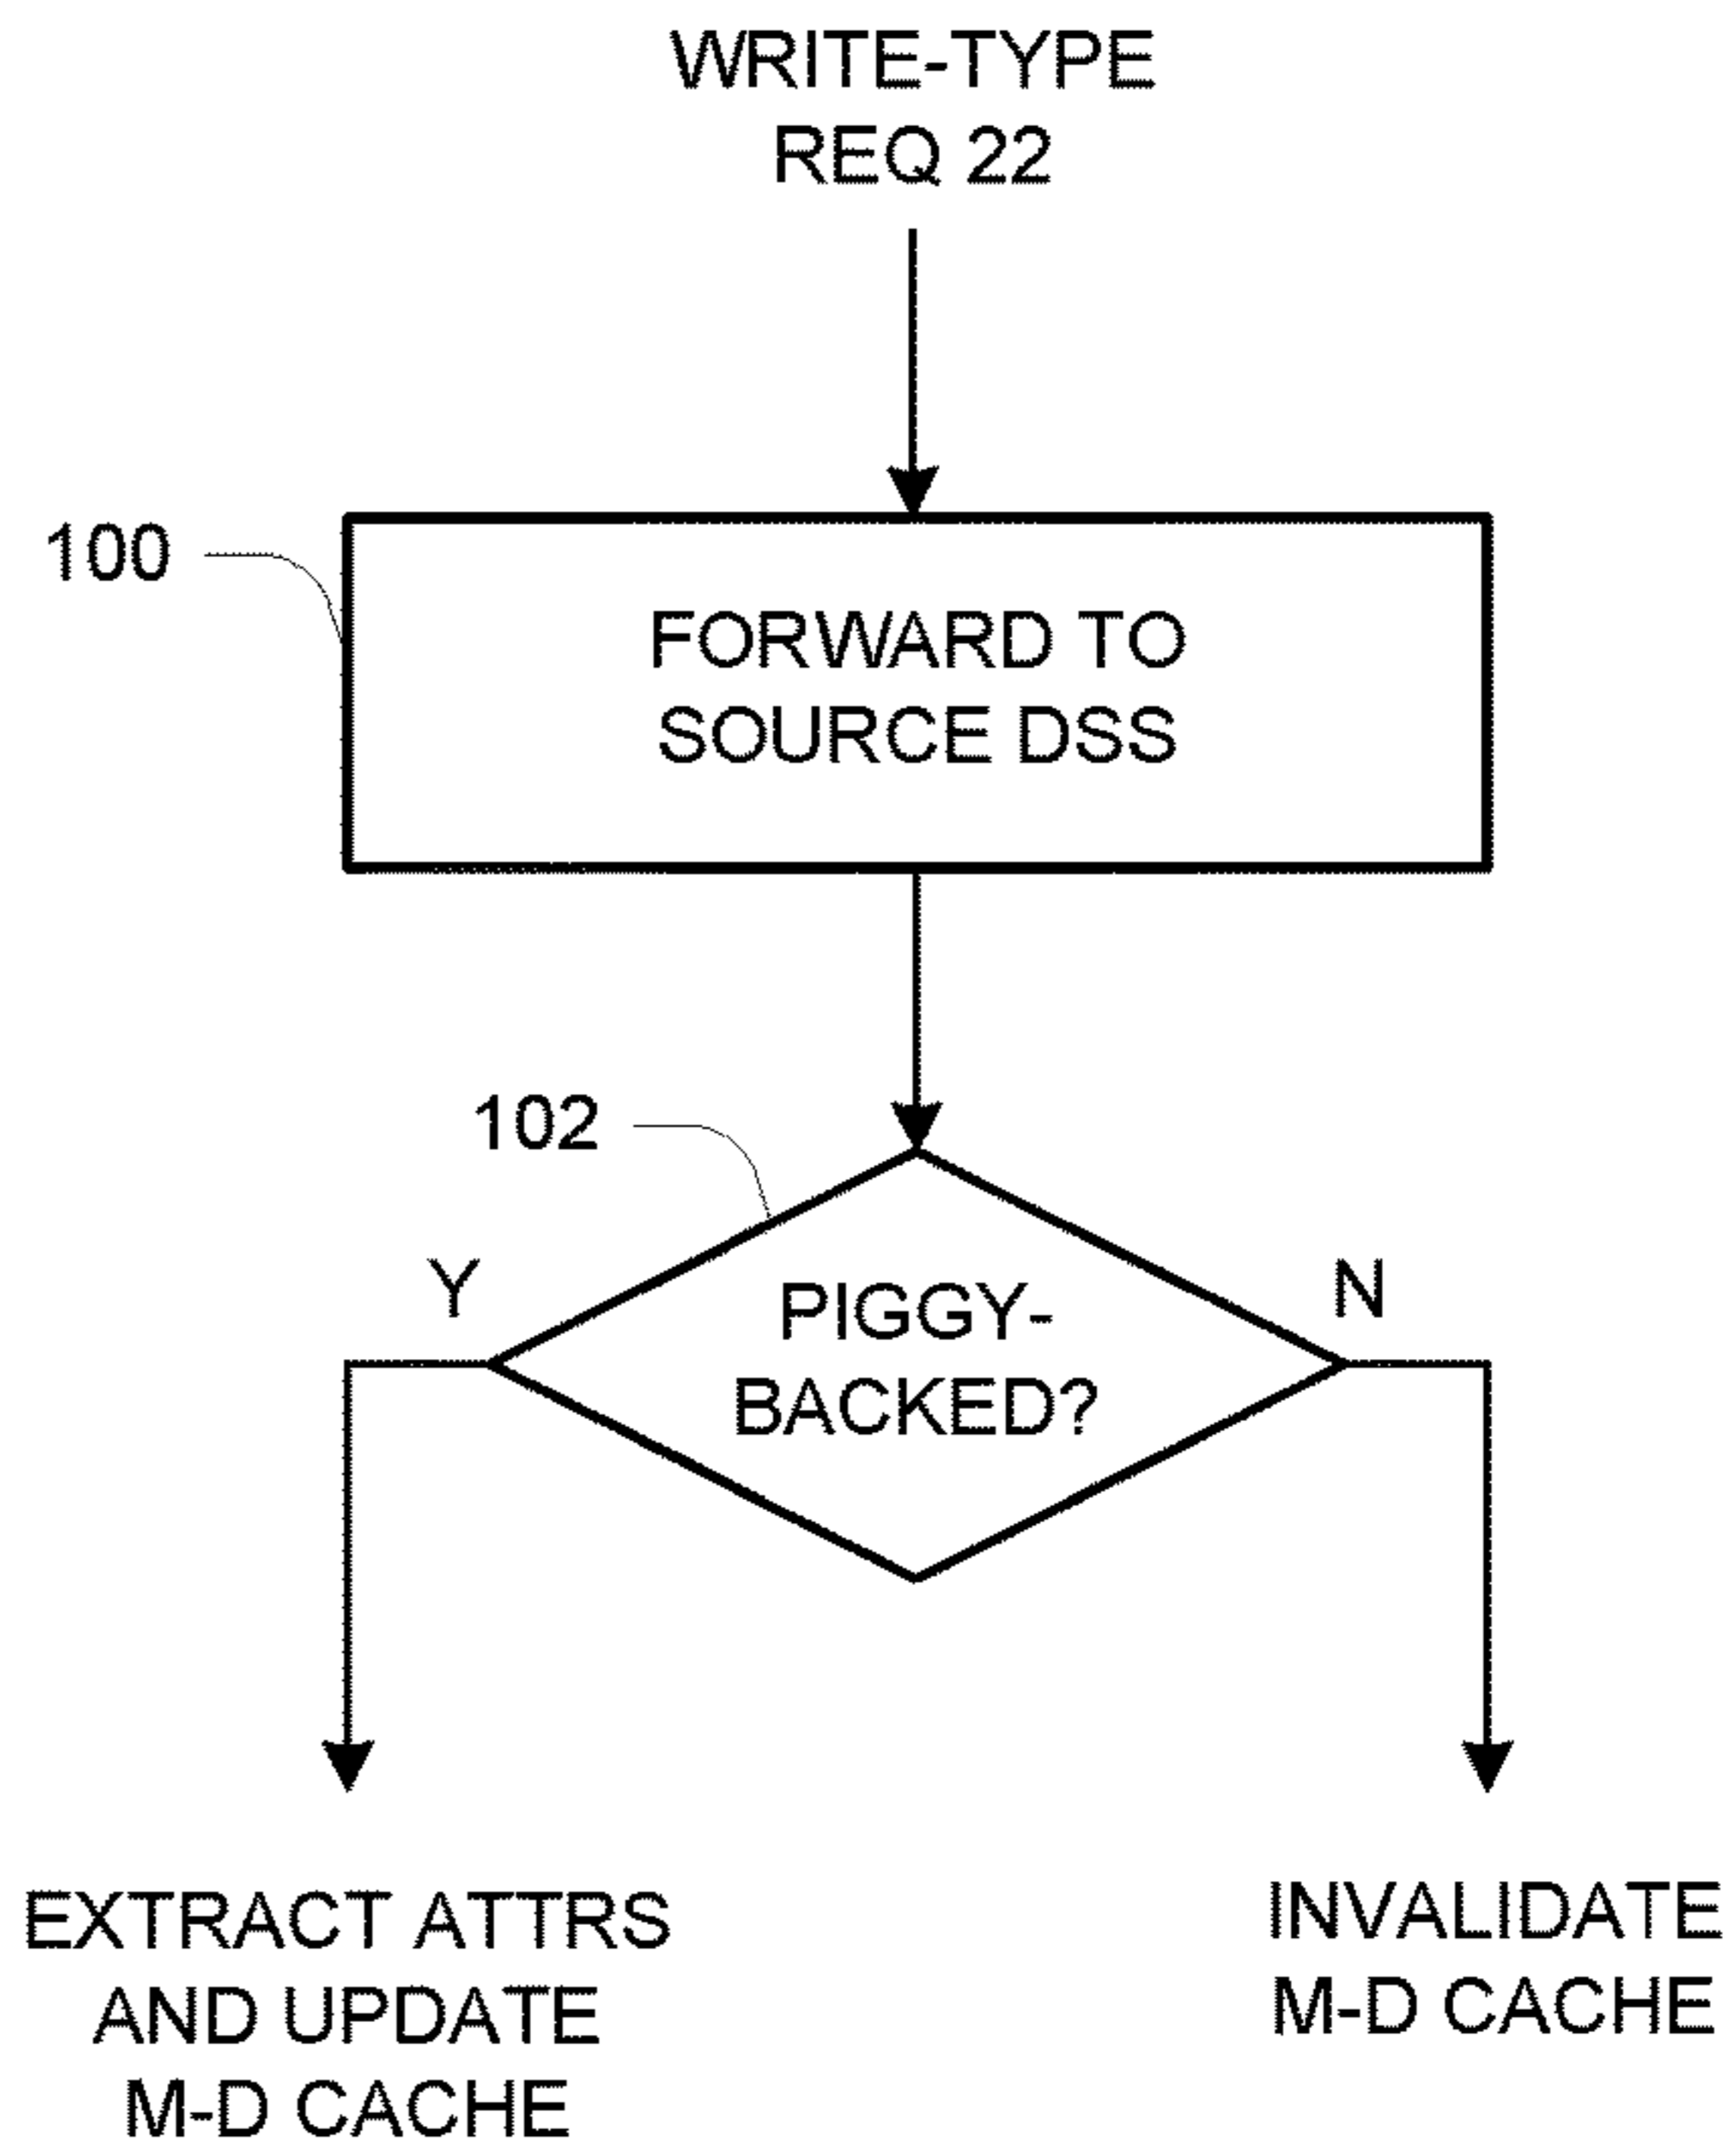 WRITE-TYPE
REQ 22
100
FORWARD TO
SOURCE DSS
102
Y
N
PIGGY-
BACKED?
EXTRACT ATTRS
AND UPDATE
M-D CACHE
INVALIDATE
M-D CACHE